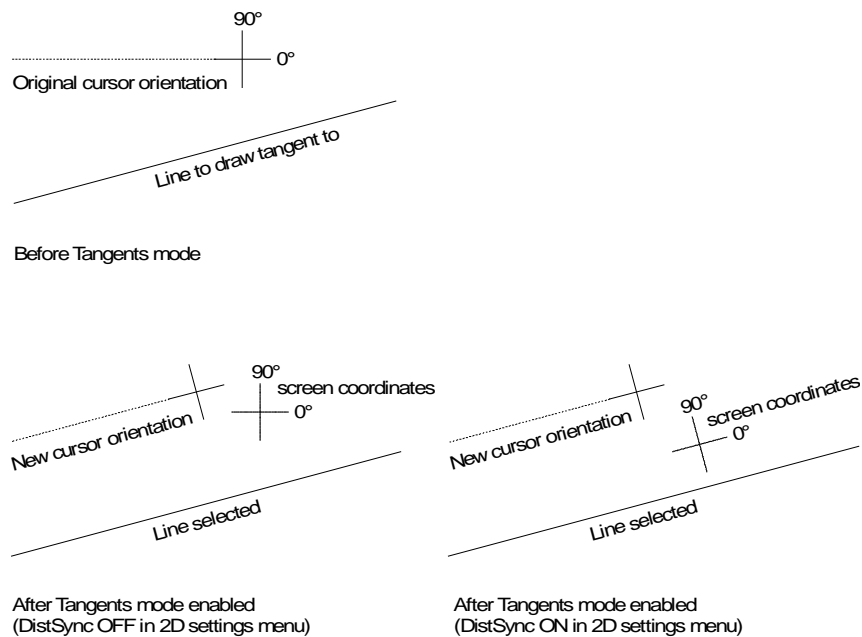 90°
0°
Original cursor orientation
Line to draw tangent to
Before Tangents mode
90°
screen coordinates
0°
New cursor orientation
Line selected
After Tangents mode enabled
(DistSync OFF in 2D settings menu)
90°
screen coordinates
0°
New cursor orientation
Line selected
After Tangents mode enabled
(DistSync ON in 2D settings menu)